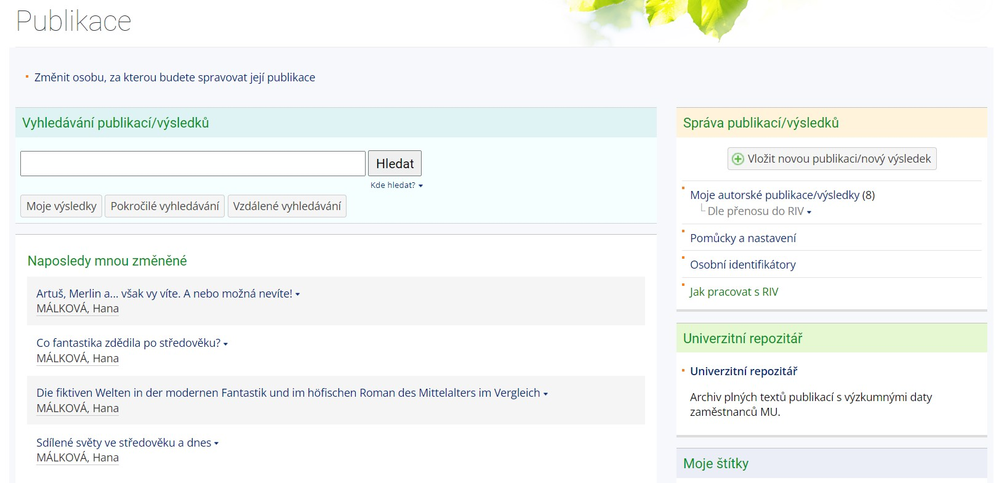 Publikace
Změnit osobu, za kterou budete spravovat její publikace
Vyhledávání publikací/výsledků
Hledat
Kde hledat?
Moje výsledky
Pokročilé vyhledávání
Vzdálené vyhledávání
Naposledy mnou změněné
Artuš, Merlin a... však vy víte. A nebo možná nevíte!
MÁLKOVÁ, Hana
Co fantastika zdědila po středověku?
MÁLKOVÁ, Hana
Die fiktiven Welten in der modernen Fantastik und im höfischen Roman des Mittelalters im Vergleich
MÁLKOVÁ, Hana
Sdílené světy ve středověku a dnes
MÁLKOVÁ, Hana
Správa publikací/výsledků
Vložit novou publikaci/nový výsledek
Moje autorské publikace/výsledky (8)
Dle přenosu do RIV
Pomůcky a nastavení
Osobní identifikátory
Jak pracovat s RIV
Univerzitní repozitář
Univerzitní repozitář
Archiv plných textů publikací s výzkumnými daty
zaměstnanců MU.
Moje štítky